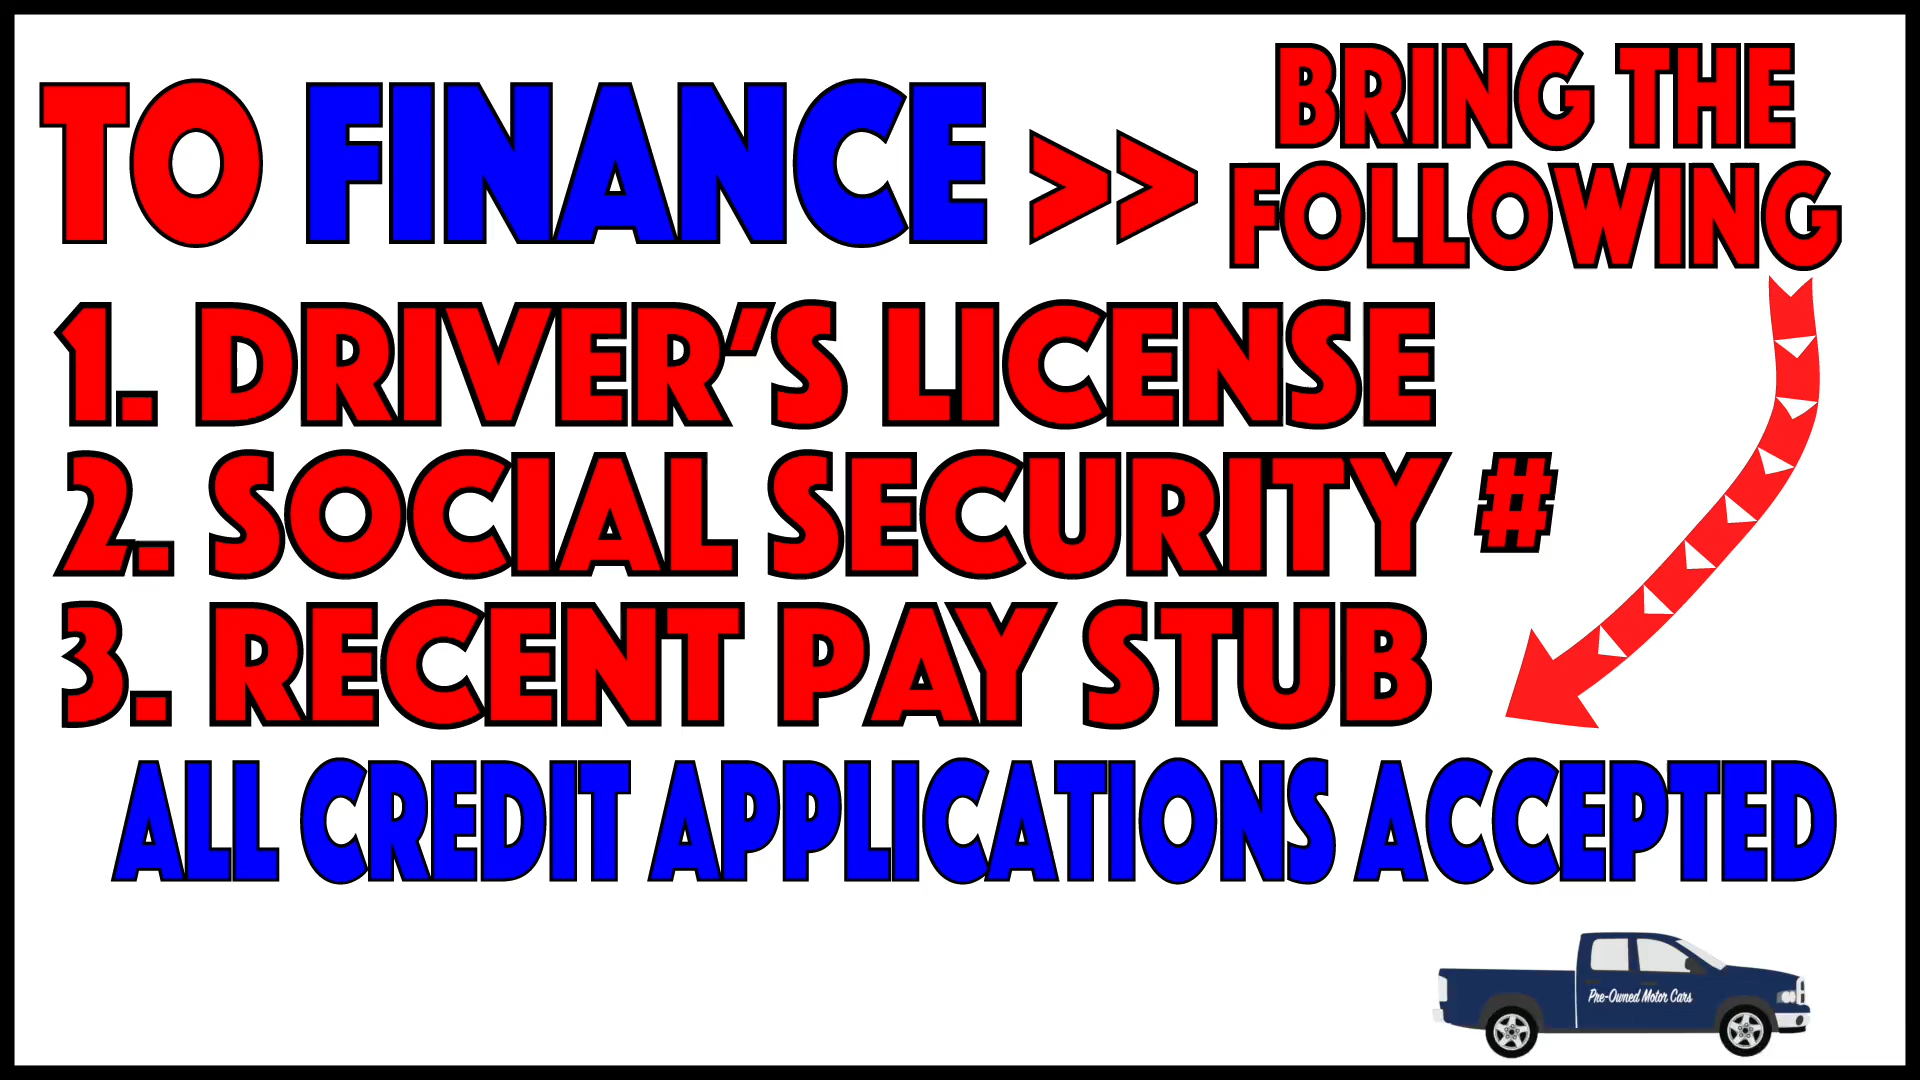 TO FINANCE >> BRING THE
FOLLOWING
1. DRIVER'S LICENSE
2. SOCIAL SECURITY #
3. RECENT PAY STUB
ALL CREDIT APPLICATIONS ACCEPTED
Pre-Owned Motor Cars